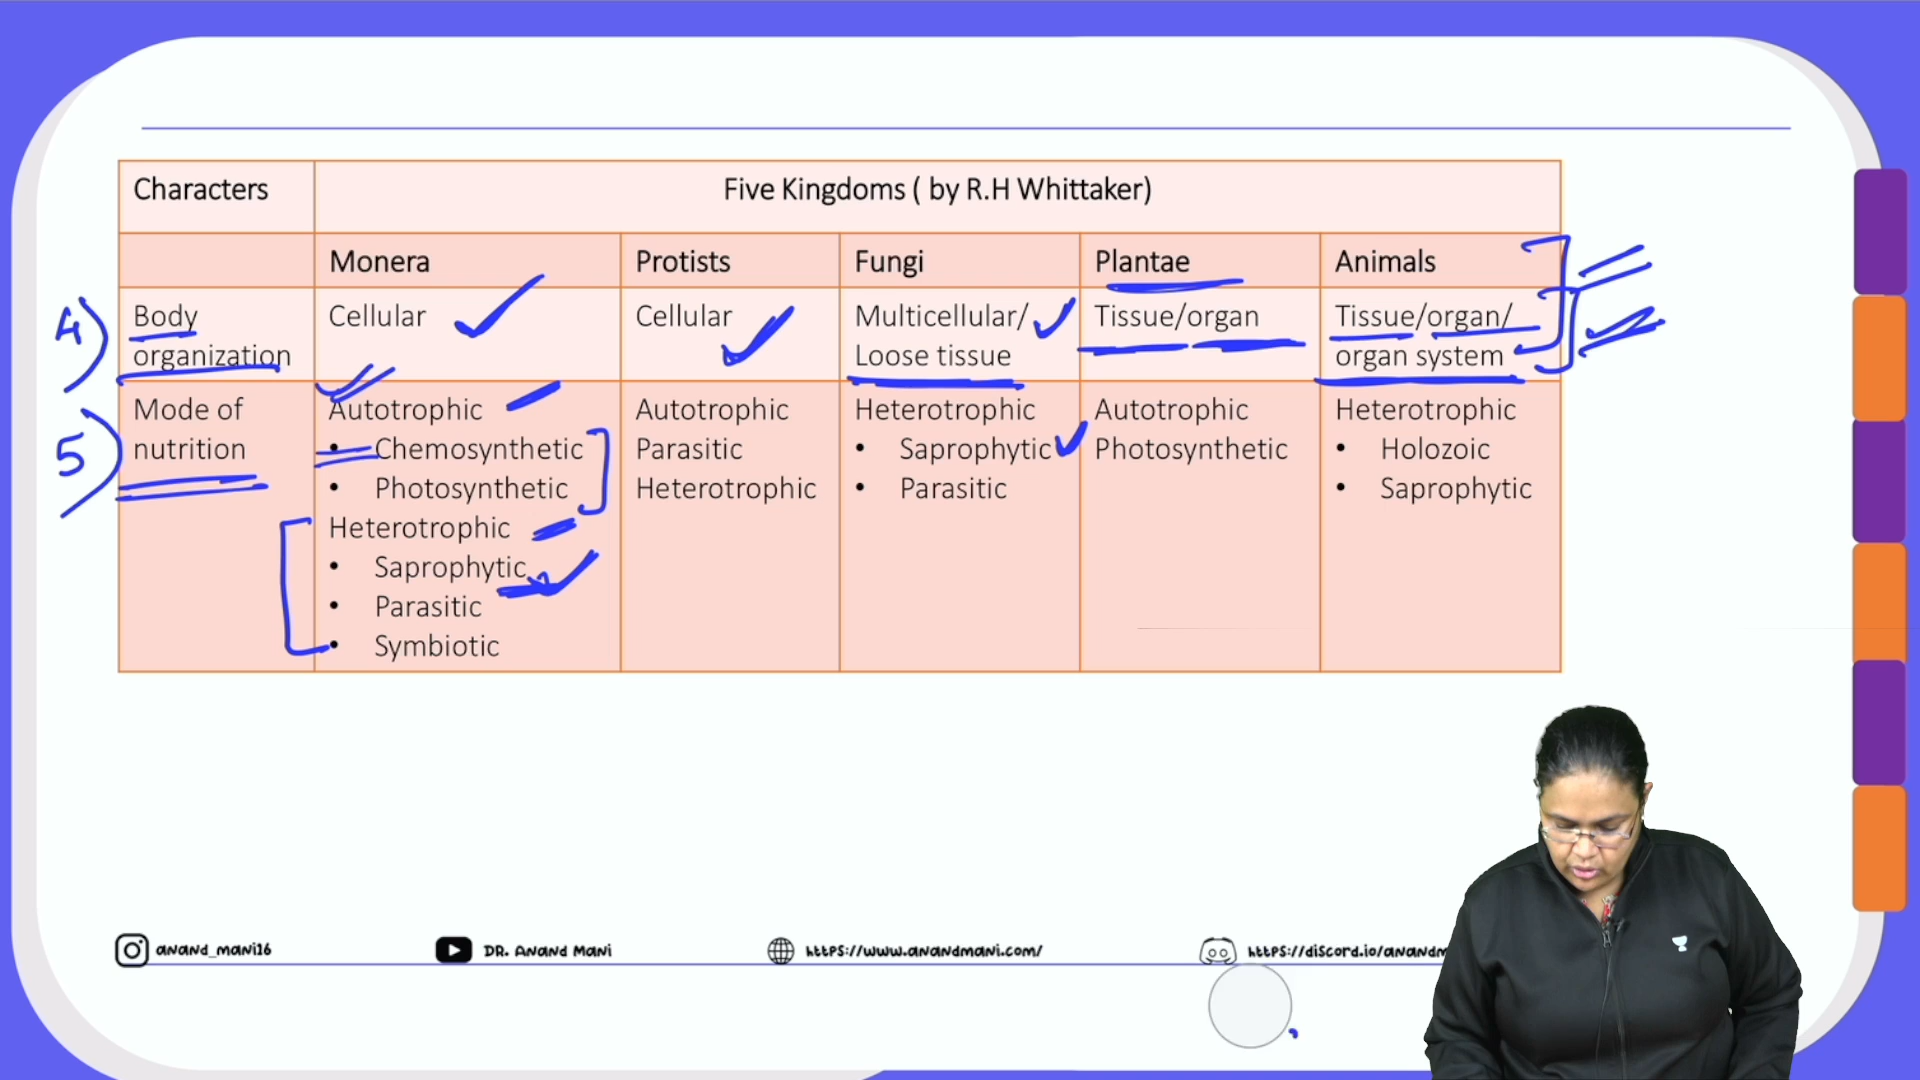 Characters
Five Kingdoms ( by R.H Whittaker)
Monera
Protists
Fungi
Plantae
Animals
4)
Body
organization
Cellular
Cellular
Multicellular/
Loose tissue
Tissue/organ
Tissue/organ/
organ system
5)
Mode of
nutrition
Autotrophic
• Chemosynthetic
• Photosynthetic
Heterotrophic
• Saprophytic
• Parasitic
• Symbiotic
Autotrophic
Parasitic
Heterotrophic
Heterotrophic
• Saprophytic
• Parasitic
Autotrophic
Photosynthetic
Heterotrophic
• Holozoic
• Saprophytic
anand_mani16
DR. Anand Mani
https://www.anandmani.com/
https://discord.io/anandm